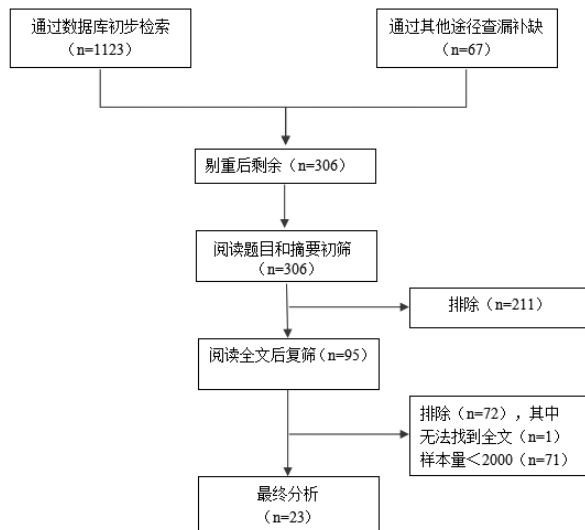 通过数据库初步检索
（n=1123）
通过其他途径查漏补缺
（n=67）
剔重后剩余（n=306）
阅读题目和摘要初筛
（n=306）
排除（n=211）
阅读全文后复筛（n=95）
排除（n=72），其中
无法找到全文（n=1）
样本量＜2000（n=71）
最终分析
（n=23）